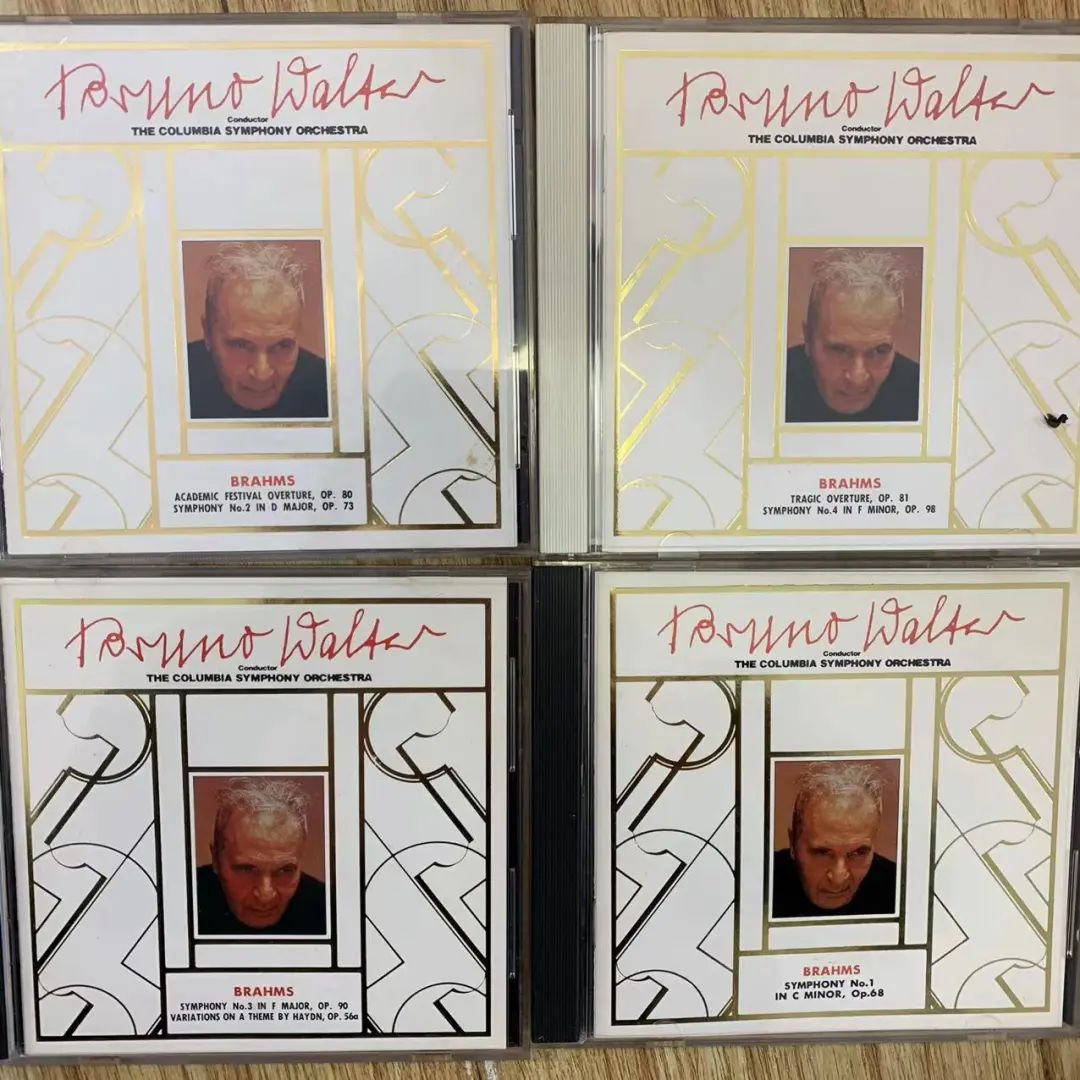 Bruno Walter
Conductor
THE COLUMBIA SYMPHONY ORCHESTRA
BRAHMS
ACADEMIC FESTIVAL OVERTURE, OP. 80
SYMPHONY No.2 IN D MAJOR, OP. 73
Bruno Walter
Conductor
THE COLUMBIA SYMPHONY ORCHESTRA
BRAHMS
TRAGIC OVERTURE, OP. 81
SYMPHONY No.4 IN F MINOR, OP. 98
Bruno Walter
Conductor
THE COLUMBIA SYMPHONY ORCHESTRA
BRAHMS
SYMPHONY No.3 IN F MAJOR, OP. 90
VARIATIONS ON A THEME BY HAYDN, OP. 56a
Bruno Walter
Conductor
THE COLUMBIA SYMPHONY ORCHESTRA
BRAHMS
SYMPHONY No.1
IN C MINOR, Op.68